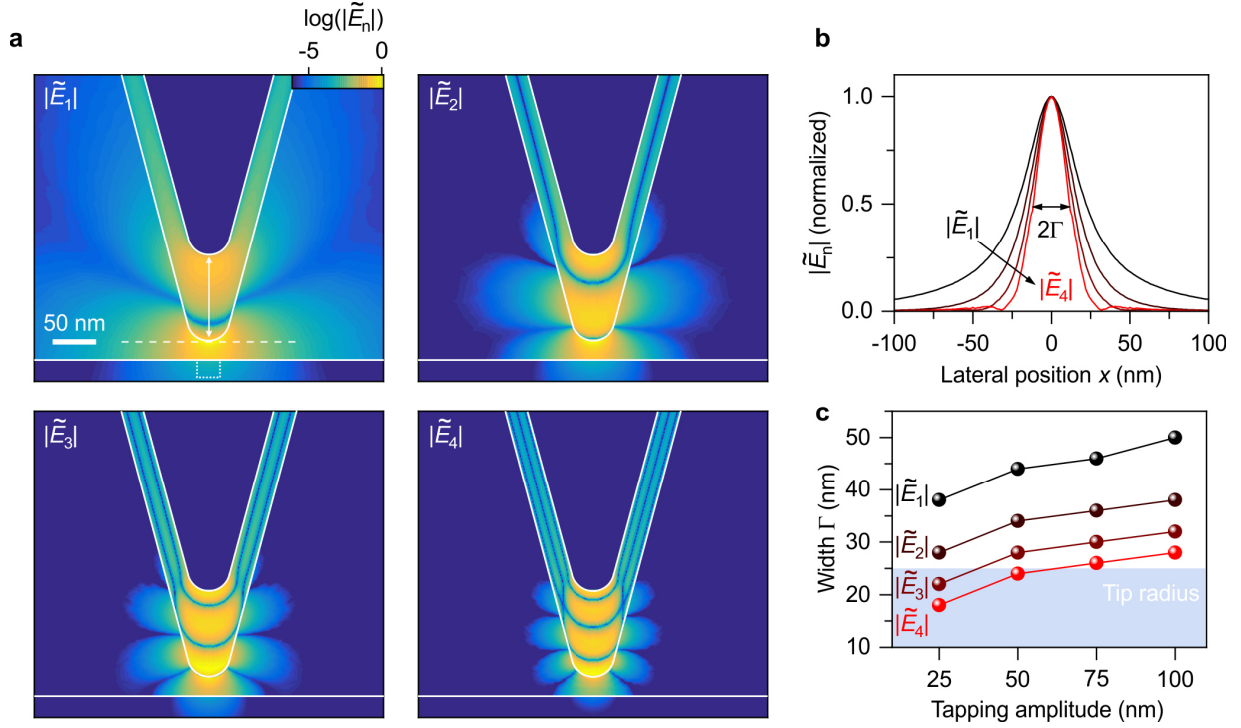 a
log(|Ẽn|)
-5 0
|Ẽ1|
50 nm
|Ẽ2|
|Ẽ3|
|Ẽ4|
b
|Ẽn| (normalized)
1.0
0.5
0.0
|Ẽ1|
2Γ
|Ẽ4|
-100 -50 0 50 100
Lateral position x (nm)
c
Width Γ (nm)
50
40
30
20
10
|Ẽ1|
|Ẽ2|
|Ẽ3|
|Ẽ4|
Tip radius
25 50 75 100
Tapping amplitude (nm)